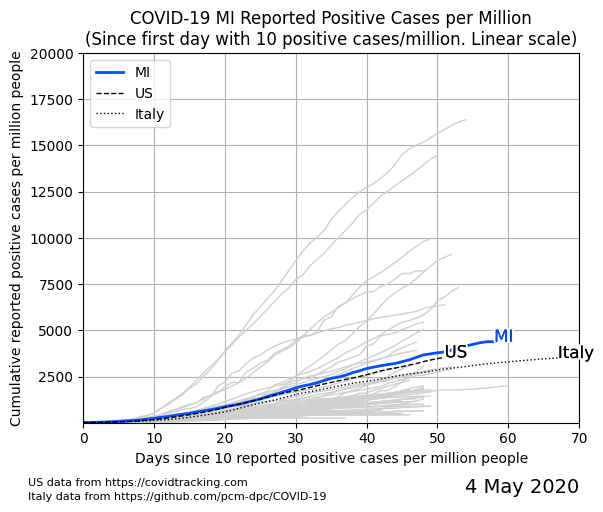 COVID-19 MI Reported Positive Cases per Million
(Since first day with 10 positive cases/million. Linear scale)
Cumulative reported positive cases per million people
20000
17500
15000
12500
10000
7500
5000
2500
MI
US
Italy
MI
US
Italy
0 10 20 30 40 50 60 70
Days since 10 reported positive cases per million people
US data from https://covidtracking.com
Italy data from https://github.com/pcm-dpc/COVID-19
4 May 2020